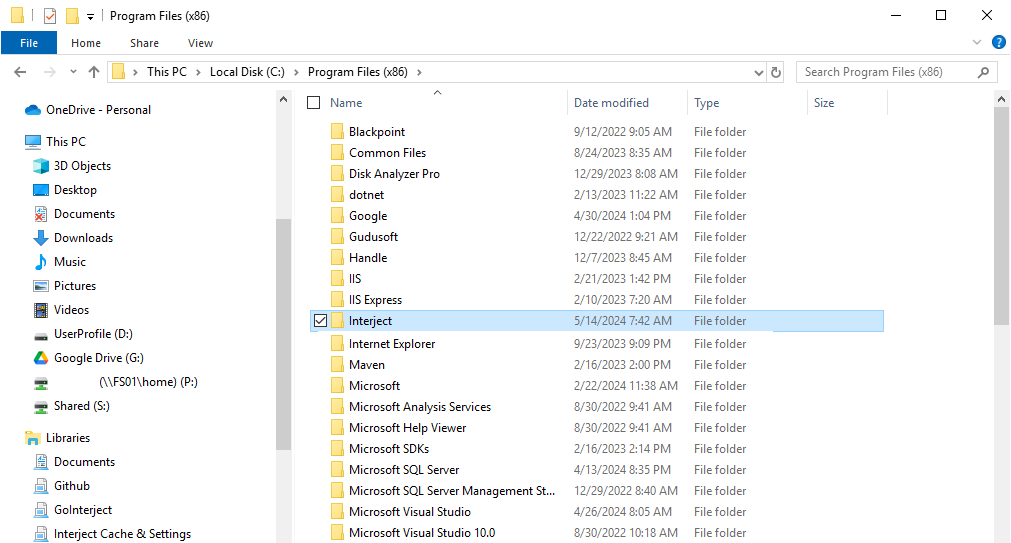 Program Files (x86)
File Home Share View
This PC Local Disk (C:) Program Files (x86) Search Program Files (x86)
OneDrive - Personal
This PC
3D Objects
Desktop
Documents
Downloads
Music
Pictures
Videos
UserProfile (D:)
Google Drive (G:)
(\\FS01\home) (P:)
Shared (S:)
Libraries
Documents
Github
GoInterject
Interject Cache & Settings
Name Date modified Type Size
Blackpoint 9/12/2022 9:05 AM File folder
Common Files 8/24/2023 8:35 AM File folder
Disk Analyzer Pro 12/29/2023 8:08 AM File folder
dotnet 2/13/2023 11:22 AM File folder
Google 4/30/2024 1:04 PM File folder
Gudusoft 12/22/2022 9:21 AM File folder
Handle 12/7/2023 8:45 AM File folder
IIS 2/21/2023 1:42 PM File folder
IIS Express 2/10/2023 7:20 AM File folder
Interject 5/14/2024 7:42 AM File folder
Internet Explorer 9/23/2023 9:09 PM File folder
Maven 2/16/2023 2:00 PM File folder
Microsoft 2/22/2024 11:38 AM File folder
Microsoft Analysis Services 8/30/2022 9:41 AM File folder
Microsoft Help Viewer 8/30/2022 9:41 AM File folder
Microsoft SDKs 2/16/2023 2:14 PM File folder
Microsoft SQL Server 4/13/2024 8:35 PM File folder
Microsoft SQL Server Management St... 12/29/2022 8:40 AM File folder
Microsoft Visual Studio 4/26/2024 8:05 AM File folder
Microsoft Visual Studio 10.0 8/30/2022 10:18 AM File folder